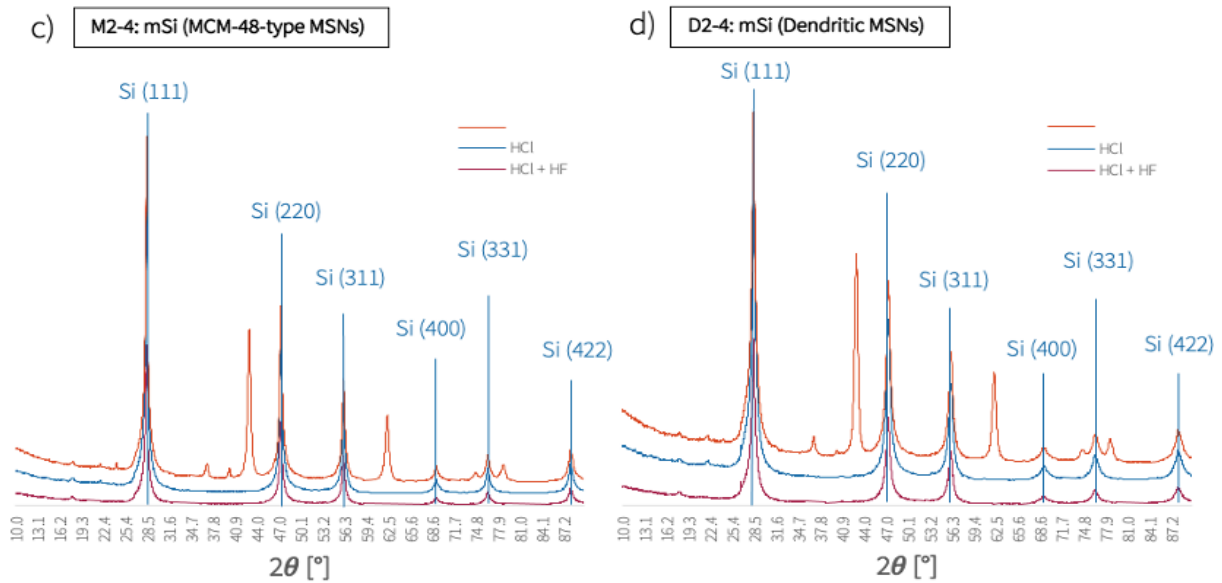 c) M2-4: mSi (MCM-48-type MSNs)
Si (111)
HCl
HCl + HF
Si (220)
Si (331)
Si (311)
Si (400)
Si (422)
10.0 13.1 16.2 19.3 22.4 25.4 28.5 31.6 34.7 37.8 40.9 44.0 47.0 50.1 53.2 56.3 59.4 62.5 65.6 68.6 71.7 74.8 77.9 81.0 84.1 87.2
2θ [°]
d) D2-4: mSi (Dendritic MSNs)
Si (111)
HCl
HCl + HF
Si (220)
Si (331)
Si (311)
Si (400)
Si (422)
10.0 13.1 16.2 19.3 22.4 25.4 28.5 31.6 34.7 37.8 40.9 44.0 47.0 50.1 53.2 56.3 59.4 62.5 65.6 68.6 71.7 74.8 77.9 81.0 84.1 87.2
2θ [°]